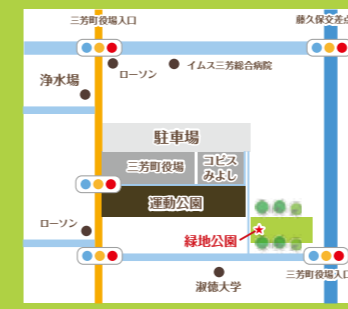 三芳町役場入口
藤久保交差点
ローソン
イムス三芳総合病院
浄水場
駐車場
三芳町役場
コピス
みよし
運動公園
ローソン
緑地公園
淑徳大学
三芳町役場入口